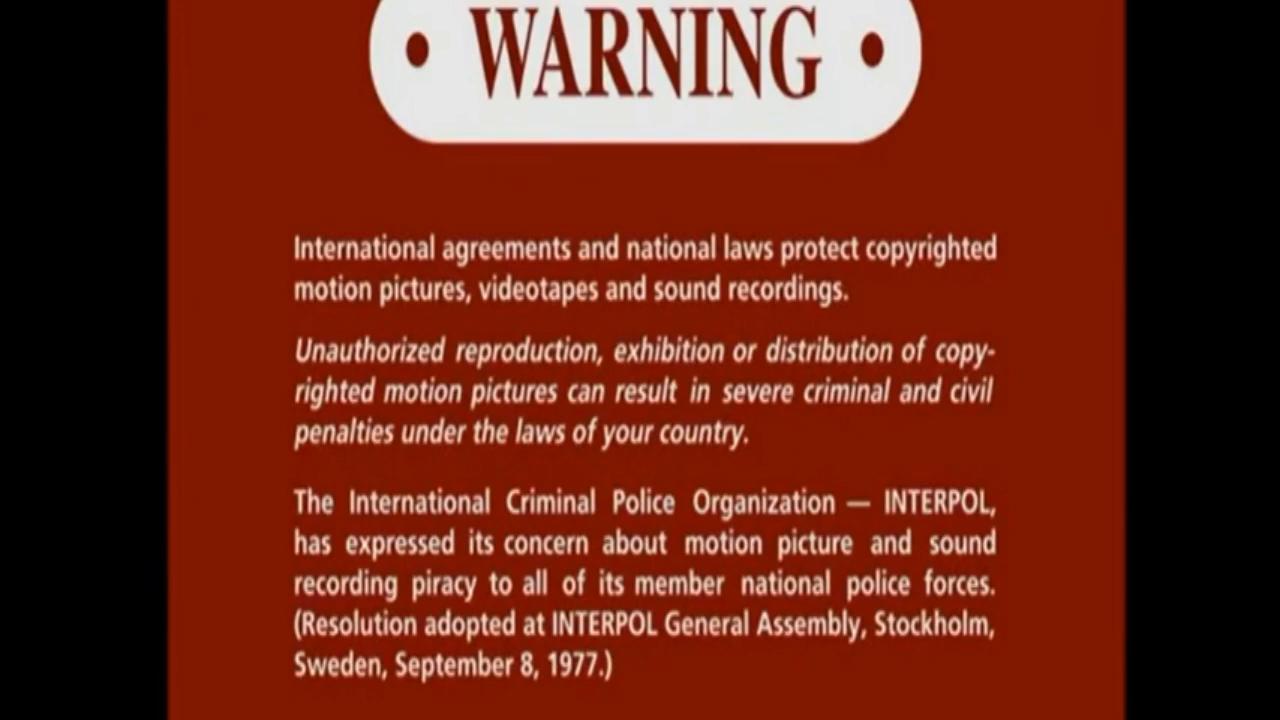 • WARNING •
International agreements and national laws protect copyrighted
motion pictures, videotapes and sound recordings.
Unauthorized reproduction, exhibition or distribution of copy-
righted motion pictures can result in severe criminal and civil
penalties under the laws of your country.
The International Criminal Police Organization — INTERPOL,
has expressed its concern about motion picture and sound
recording piracy to all of its member national police forces.
(Resolution adopted at INTERPOL General Assembly, Stockholm,
Sweden, September 8, 1977.)